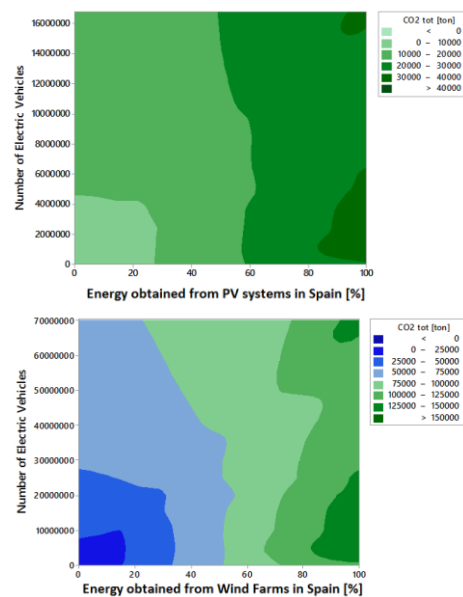 CO2 tot [ton]
< 0
0 – 10000
10000 – 20000
20000 – 30000
30000 – 40000
> 40000
Number of Electric Vehicles
16000000
14000000
12000000
10000000
8000000
6000000
4000000
2000000
0
0 20 40 60 80 100
Energy obtained from PV systems in Spain [%]
CO2 tot [ton]
< 0
0 – 25000
25000 – 50000
50000 – 75000
75000 – 100000
100000 – 125000
125000 – 150000
> 150000
Number of Electric Vehicles
70000000
60000000
50000000
40000000
30000000
20000000
10000000
0
0 20 40 60 80 100
Energy obtained from Wind Farms in Spain [%]